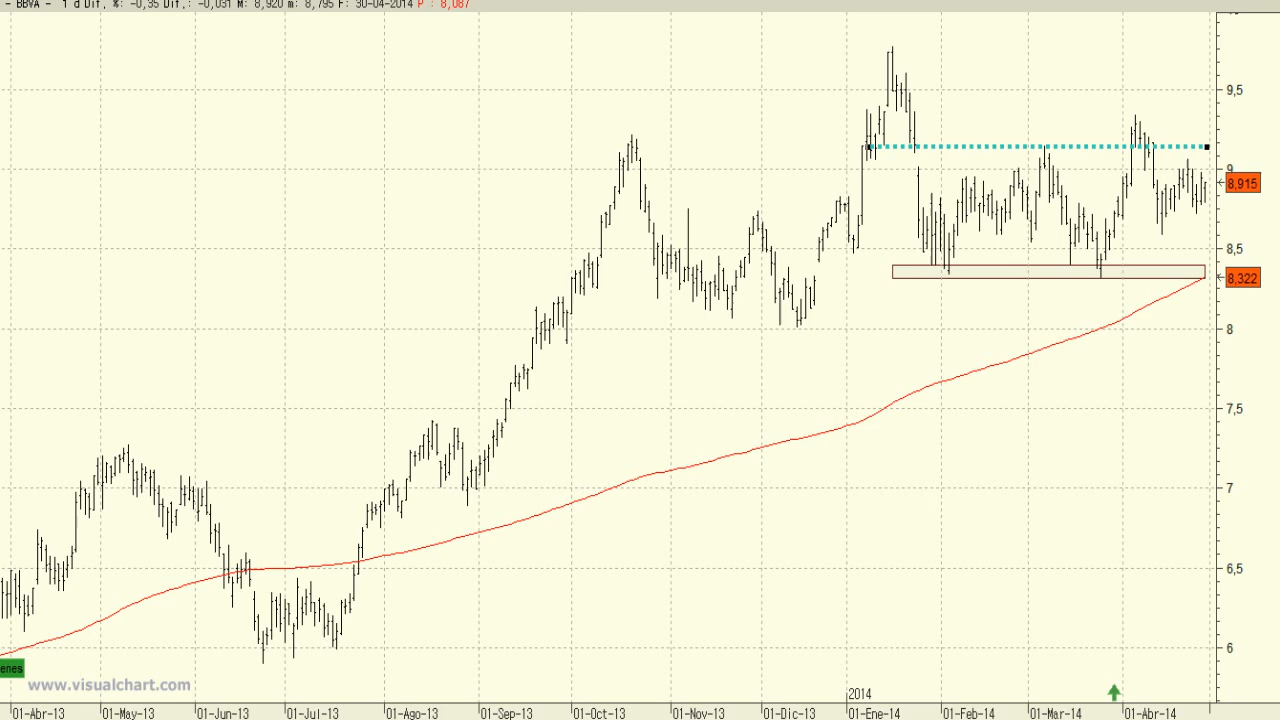 - BBVA - 1 d Dif. %: -0,35 Dif.: -0,031 M: 8,920 m: 8,795 F: 30-04-2014 P : 8,087
9,5
9
8,915
8,5
8,322
8
7,5
7
6,5
6
enes
www.visualchart.com
2014
01-Abr-13 01-May-13 01-Jun-13 01-Jul-13 01-Ago-13 01-Sep-13 01-Oct-13 01-Nov-13 01-Dic-13 01-Ene-14 01-Feb-14 01-Mar-14 01-Abr-14